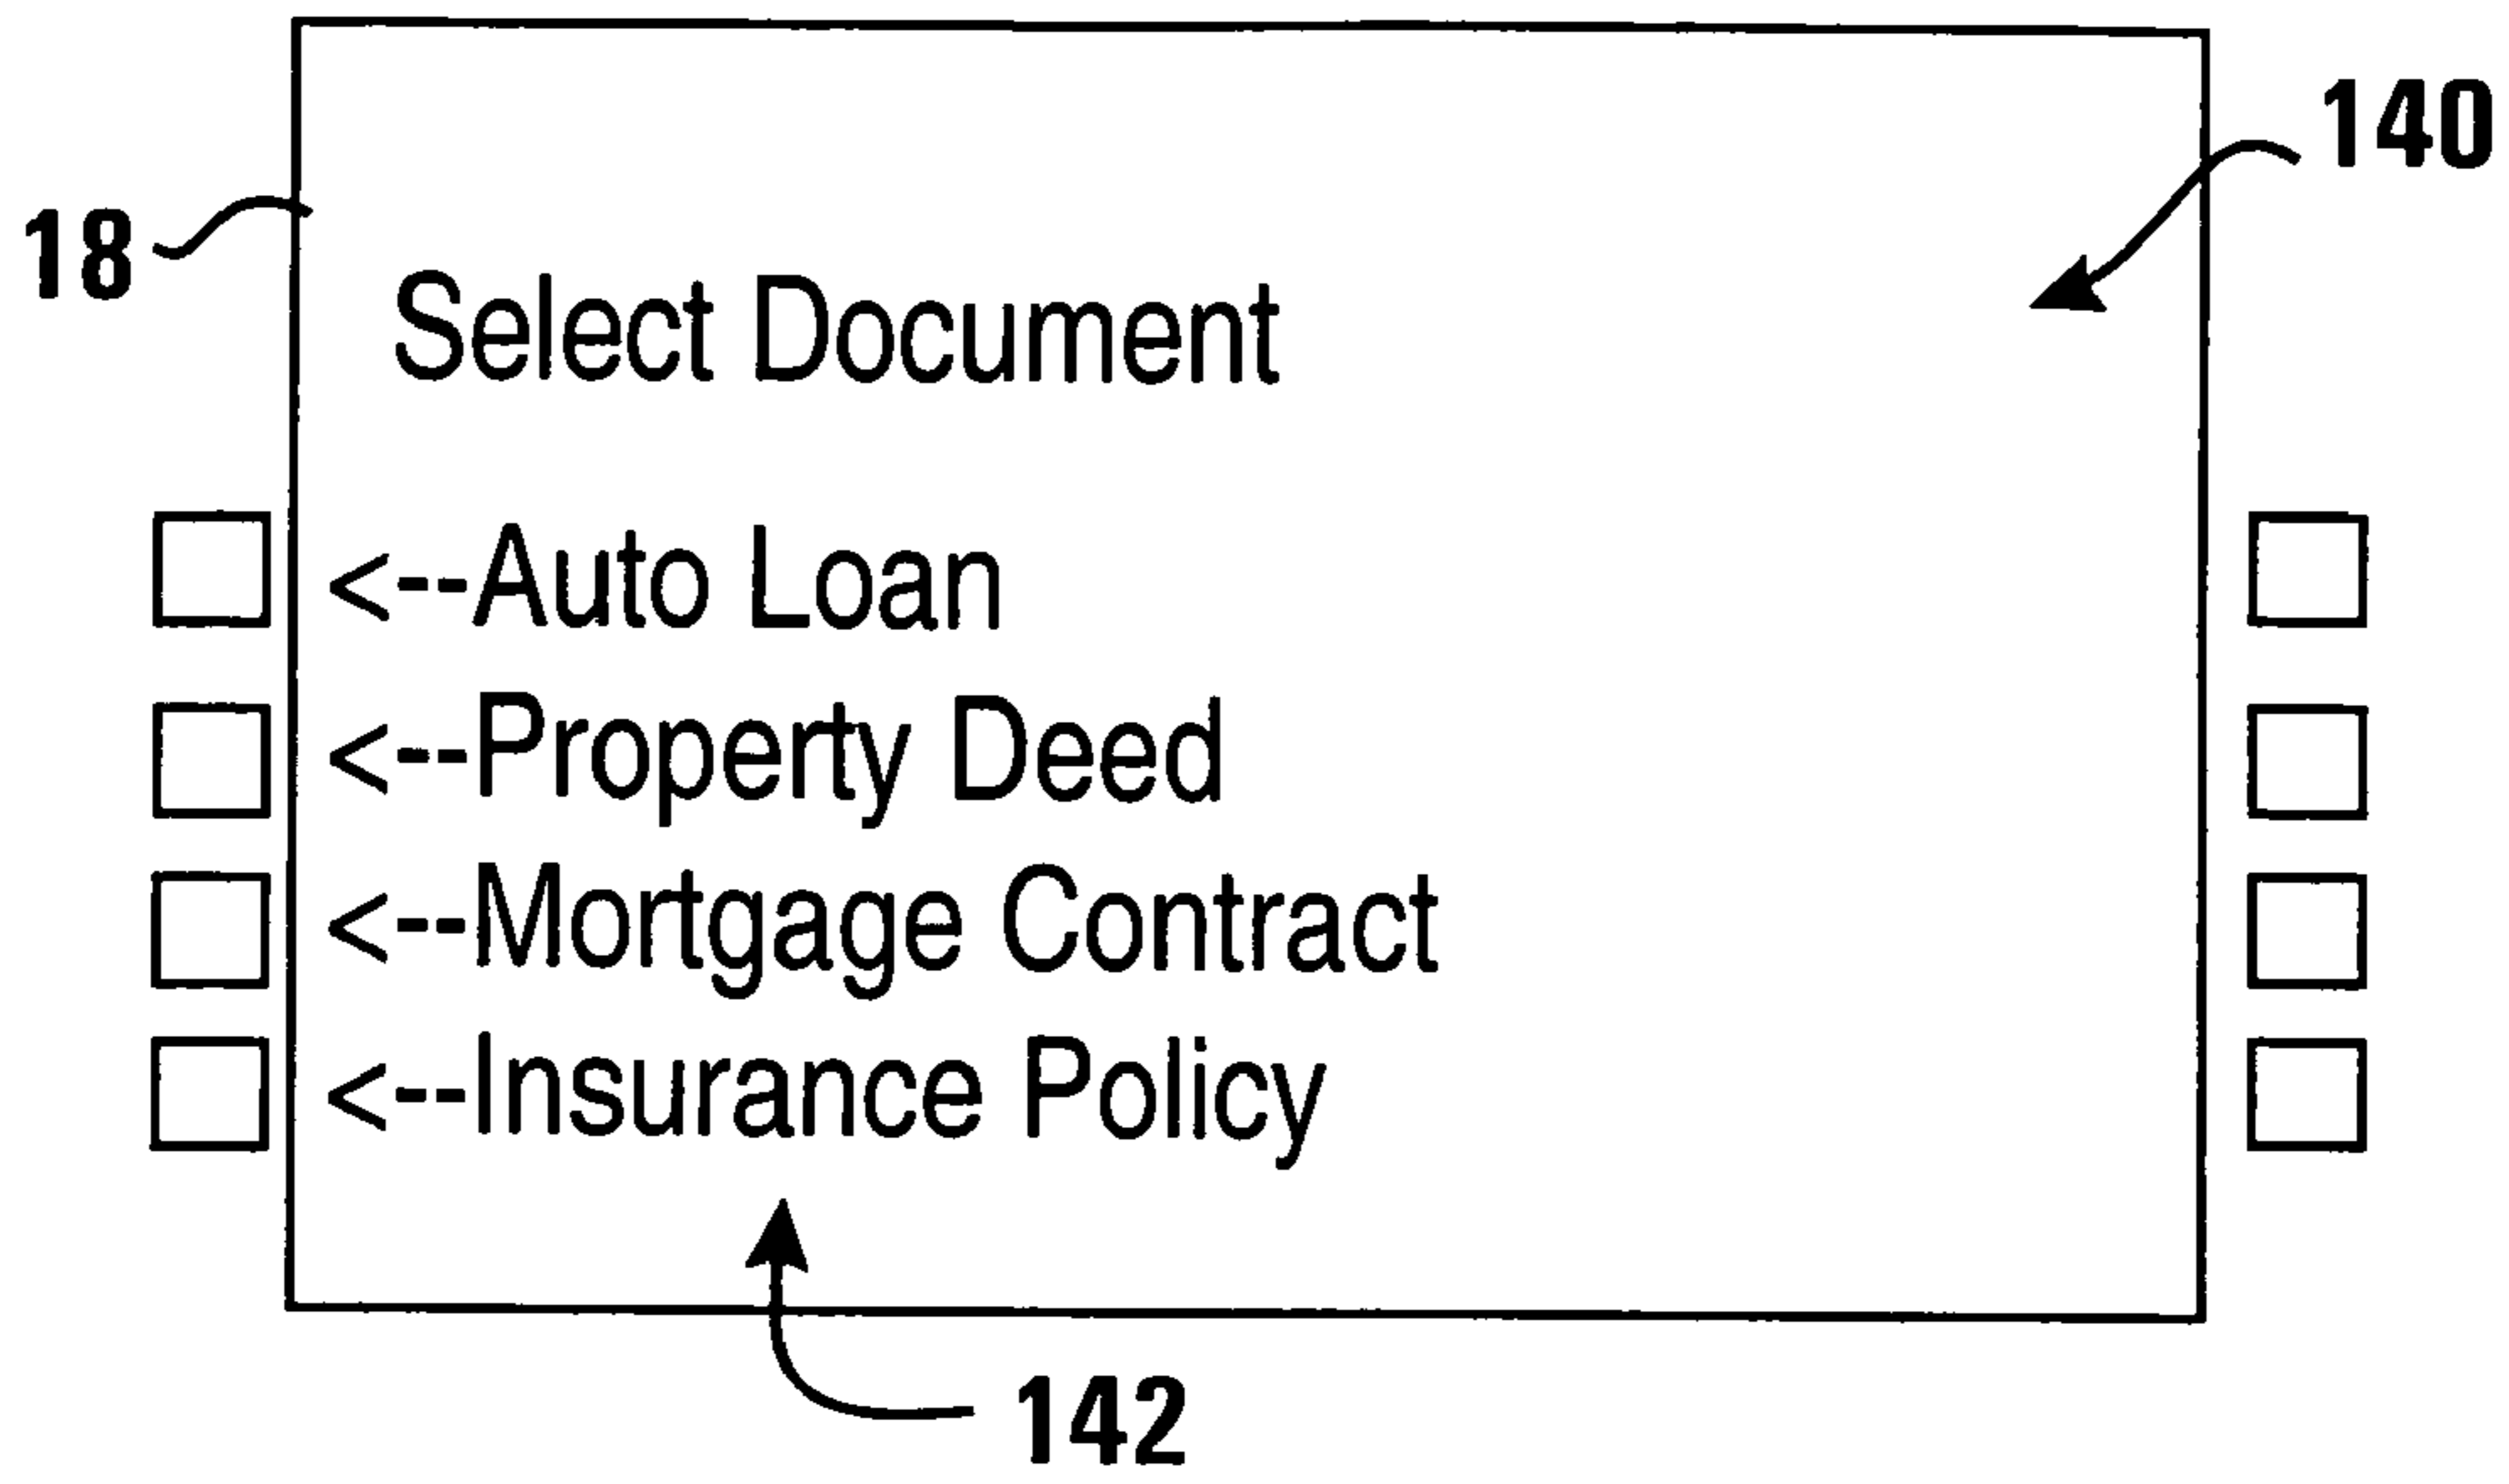 140
18
Select Document
<--Auto Loan
<--Property Deed
<--Mortgage Contract
<--Insurance Policy
142